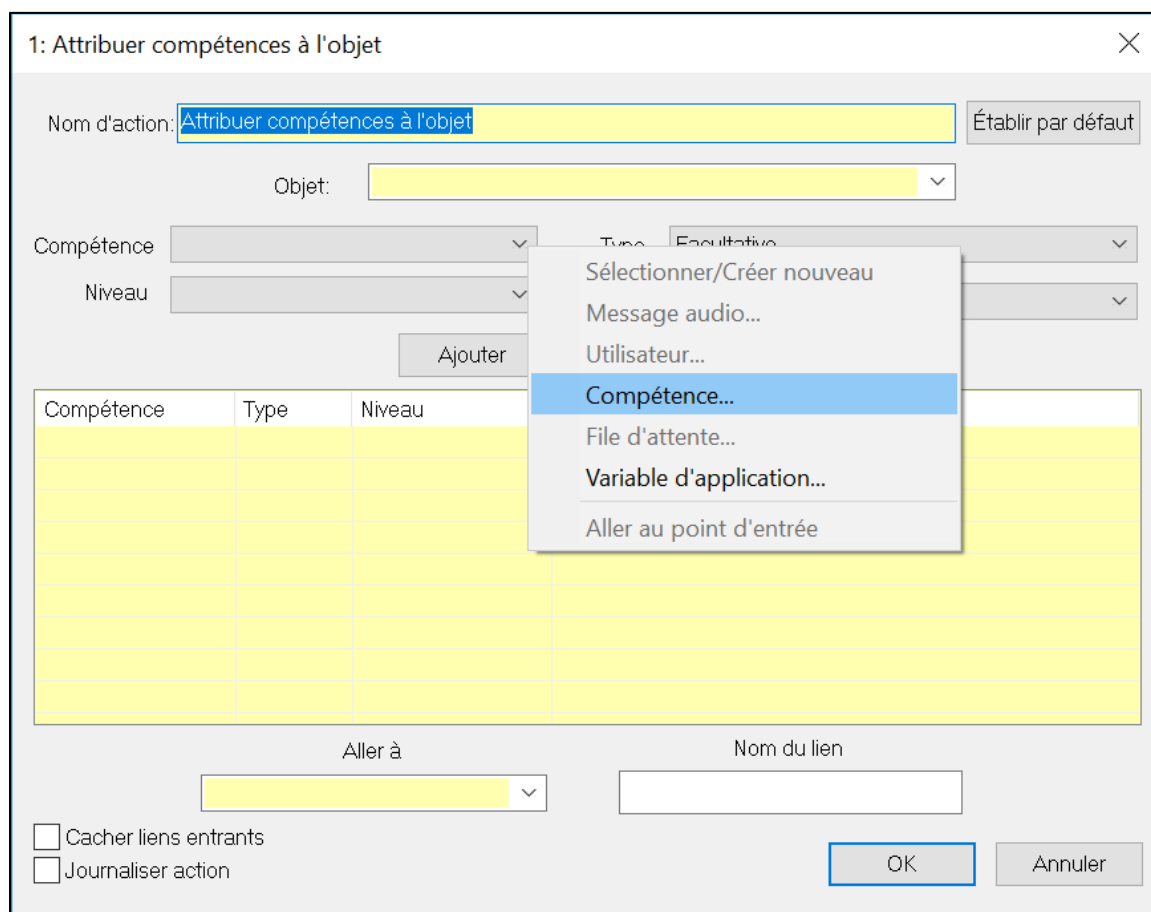 1: Attribuer compétences à l'objet
Nom d'action: Attribuer compétences à l'objet Établir par défaut
Objet:
Compétence Type Facultative
Sélectionner/Créer nouveau
Niveau
Message audio...
Utilisateur...
Ajouter
Compétence...
Compétence Type Niveau
File d'attente...
Variable d'application...
Aller au point d'entrée
Aller à Nom du lien
Cacher liens entrants
Journaliser action
OK Annuler